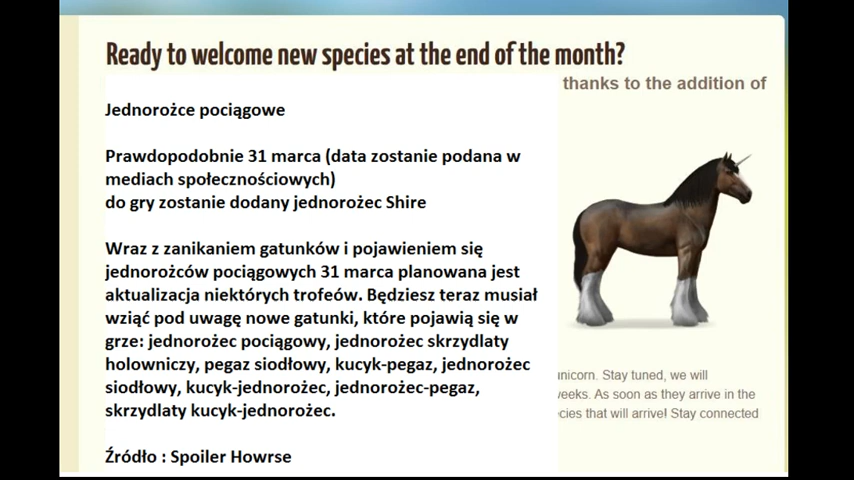 Ready to welcome new species at the end of the month?
thanks to the addition of
Jednorożce pociągowe
Prawdopodobnie 31 marca (data zostanie podana w
mediach społecznościowych)
do gry zostanie dodany jednorożec Shire
Wraz z zanikaniem gatunków i pojawieniem się
jednorożców pociągowych 31 marca planowana jest
aktualizacja niektórych trofeów. Będziesz teraz musiał
wziąć pod uwagę nowe gatunki, które pojawią się w
grze: jednorożec pociągowy, jednorożec skrzydlaty
holowniczy, pegaz siodłowy, kucyk-pegaz, jednorożec
siodłowy, kucyk-jednorożec, jednorożec-pegaz,
skrzydlaty kucyk-jednorożec.
Źródło : Spoiler Howrse
unicorn. Stay tuned, we will
weeks. As soon as they arrive in the
cies that will arrive! Stay connected